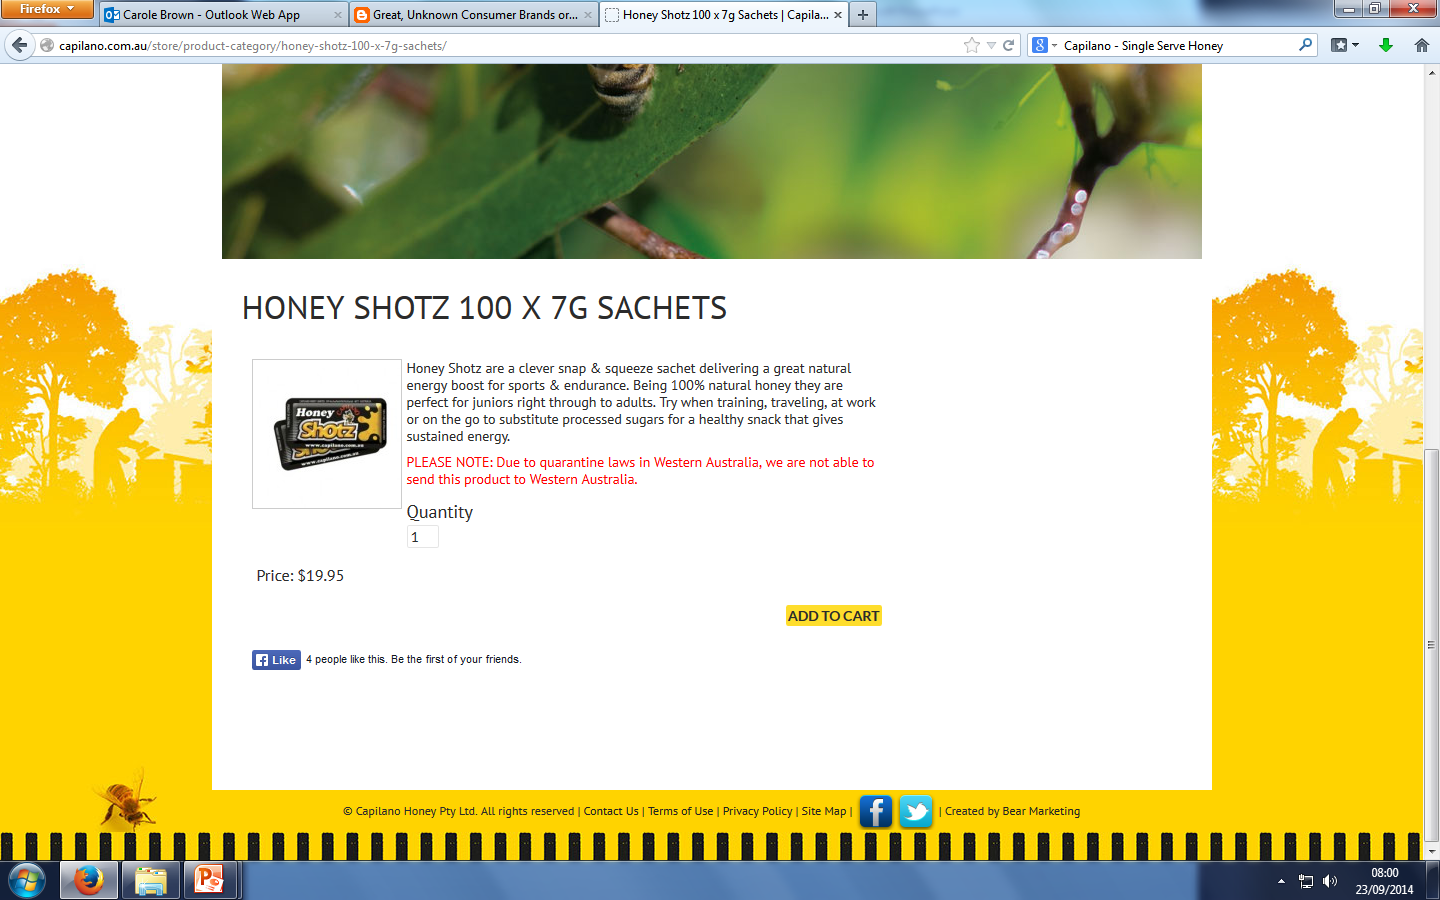 Firefox
Carole Brown - Outlook Web App
Great, Unknown Consumer Brands or...
Honey Shotz 100 x 7g Sachets | Capila...
capilano.com.au/store/product-category/honey-shotz-100-x-7g-sachets/
Capilano - Single Serve Honey
HONEY SHOTZ 100 X 7G SACHETS
Honey
Shotz
www.capilano.com.au
www.capilano.com.au
Honey Shotz are a clever snap & squeeze sachet delivering a great natural
energy boost for sports & endurance. Being 100% natural honey they are
perfect for juniors right through to adults. Try when training, traveling, at work
or on the go to substitute processed sugars for a healthy snack that gives
sustained energy.
PLEASE NOTE: Due to quarantine laws in Western Australia, we are not able to
send this product to Western Australia.
Quantity
1
Price: $19.95
ADD TO CART
Like 4 people like this. Be the first of your friends.
© Capilano Honey Pty Ltd. All rights reserved | Contact Us | Terms of Use | Privacy Policy | Site Map | | Created by Bear Marketing
08:00
23/09/2014